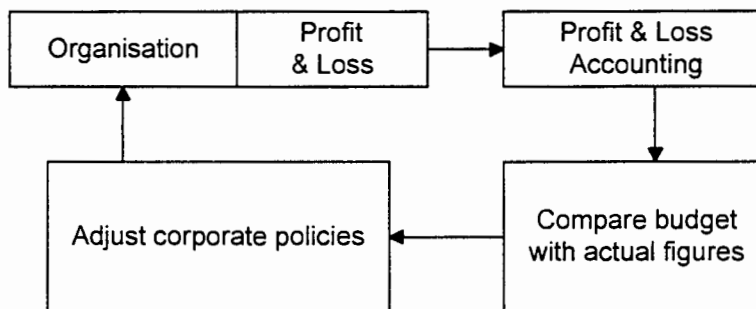 Organisation
Profit
& Loss
Profit & Loss
Accounting
Adjust corporate policies
Compare budget
with actual figures